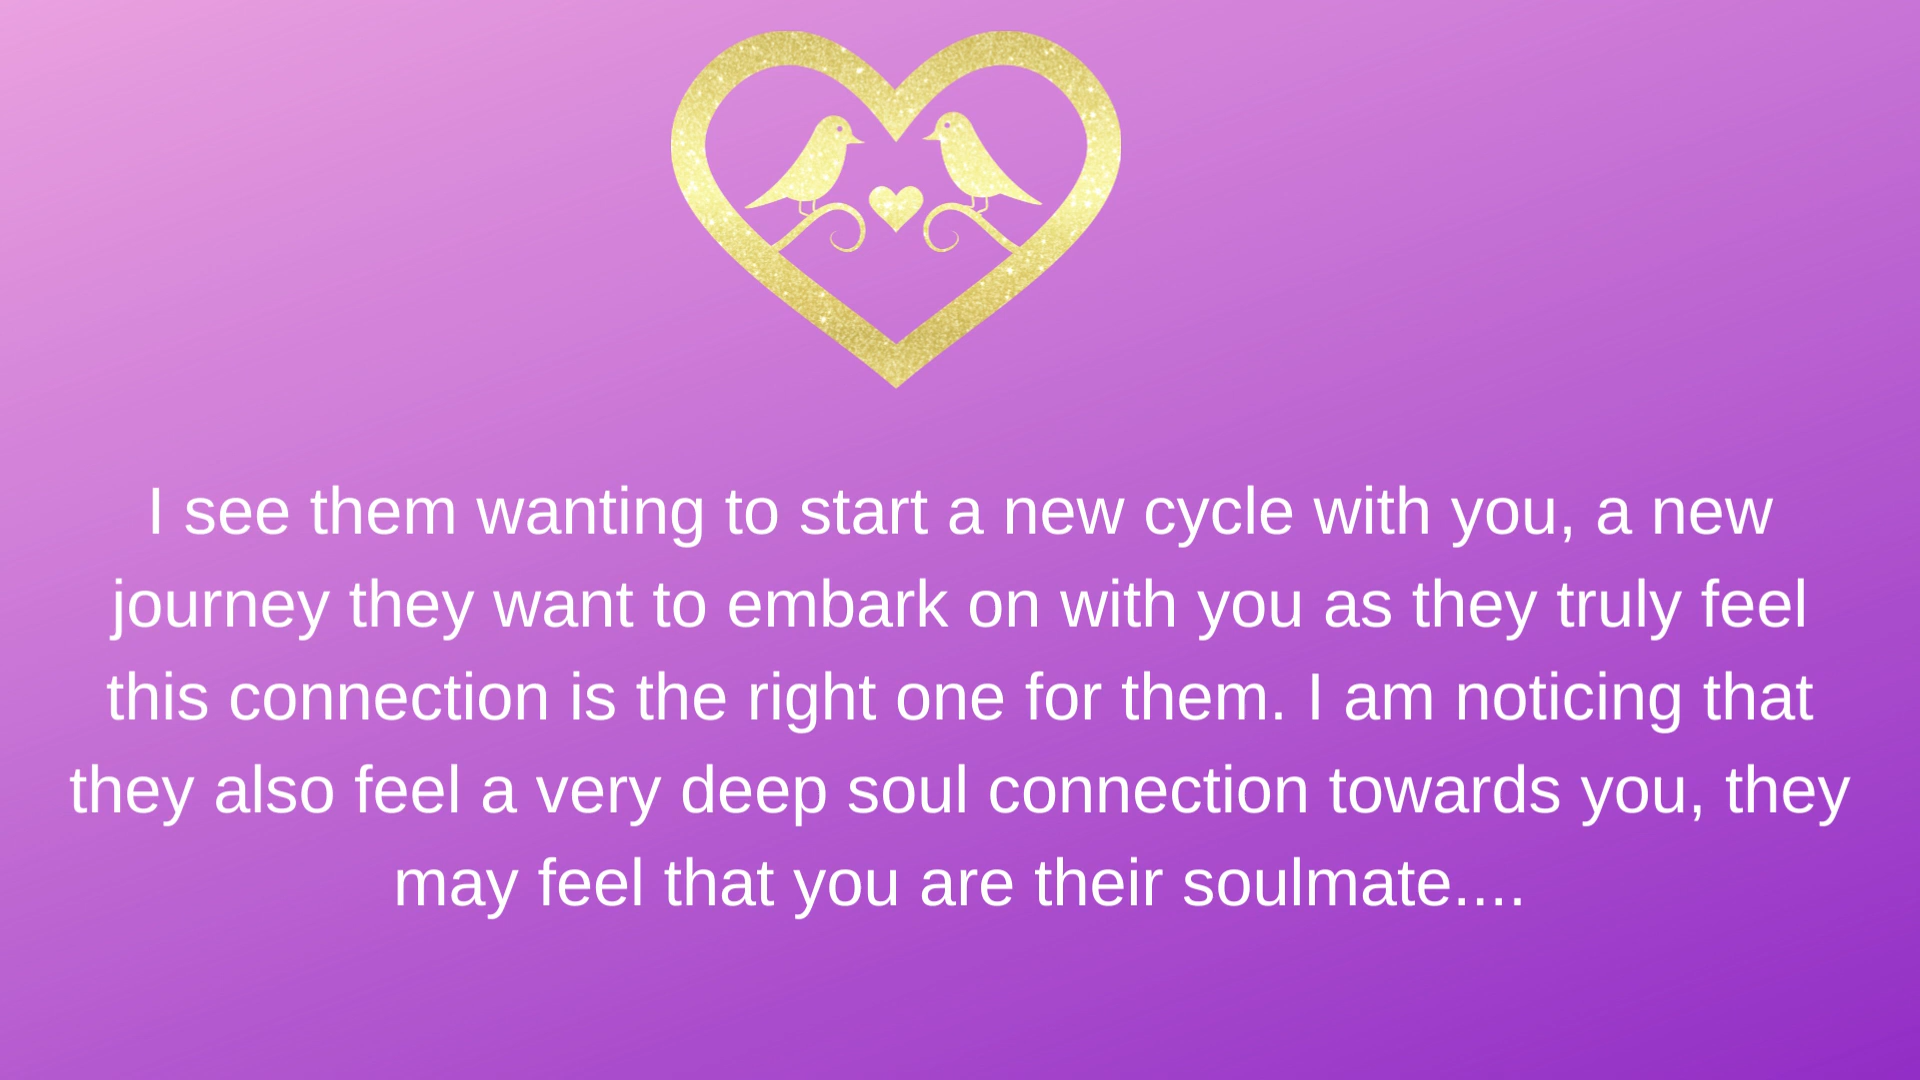 I see them wanting to start a new cycle with you, a new
journey they want to embark on with you as they truly feel
this connection is the right one for them. I am noticing that
they also feel a very deep soul connection towards you, they
may feel that you are their soulmate....